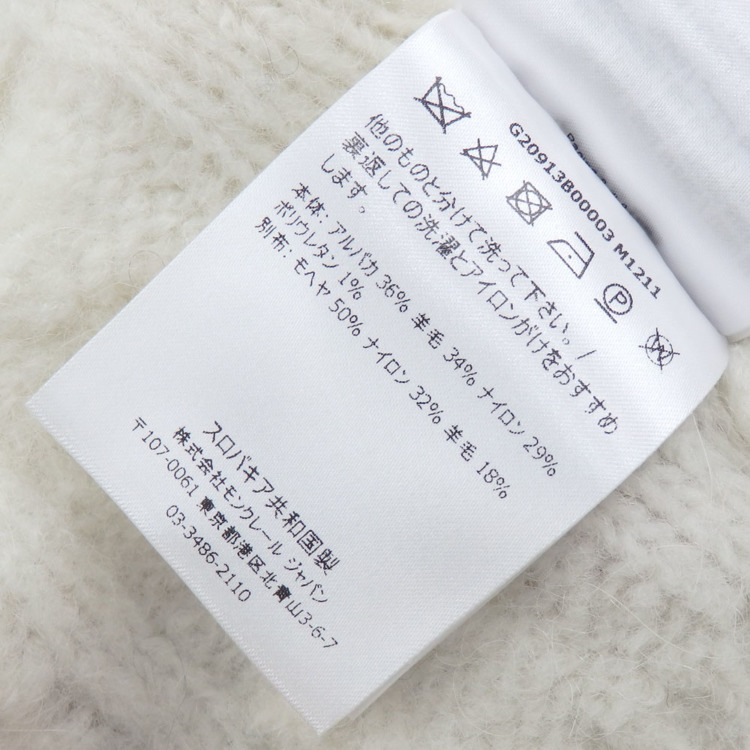 G20913B00003 M1211
他のものと分けて洗って下さい。/
裏返しての洗濯とアイロンがけをおすすめ
します。
本体: アルパカ 36% 羊毛 34% ナイロン 29%
ポリウレタン 1%
別布: モヘヤ 50% ナイロン 32% 羊毛 18%
スロバキア共和国製
株式会社モンクレール ジャパン
〒107-0061 東京都港区北青山3-6-7
03-3486-2110